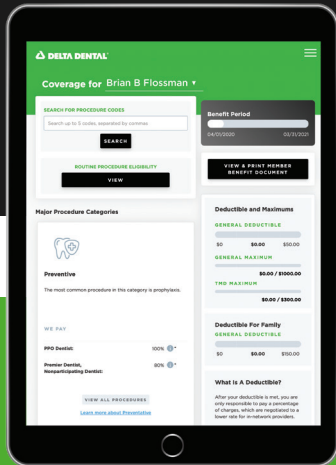 DELTA DENTAL
Coverage for Brian B Flossman
SEARCH FOR PROCEDURE CODES
Search up to 5 codes, separated by commas
SEARCH
ROUTINE PROCEDURE ELIGIBILITY
VIEW
Benefit Period
04/01/2020 03/31/2021
VIEW & PRINT MEMBER
BENEFIT DOCUMENT
Major Procedure Categories
Preventive
The most common procedure in this category is prophylaxis.
WE PAY
PPO Dentist: 100% *
Premier Dentist, 80% *
Nonparticipating Dentist:
VIEW ALL PROCEDURES
Learn more about Preventative
Deductible and Maximums
GENERAL DEDUCTIBLE
$0 $0.00 $50.00
GENERAL MAXIMUM
$0.00 / $1000.00
TMD MAXIMUM
$0.00 / $300.00
Deductible For Family
GENERAL DEDUCTIBLE
$0 $0.00 $150.00
What Is A Deductible?
After your deductible is met, you are
only responsible to pay a percentage
of charges, which are negotiated to a
lower rate for in-network providers.